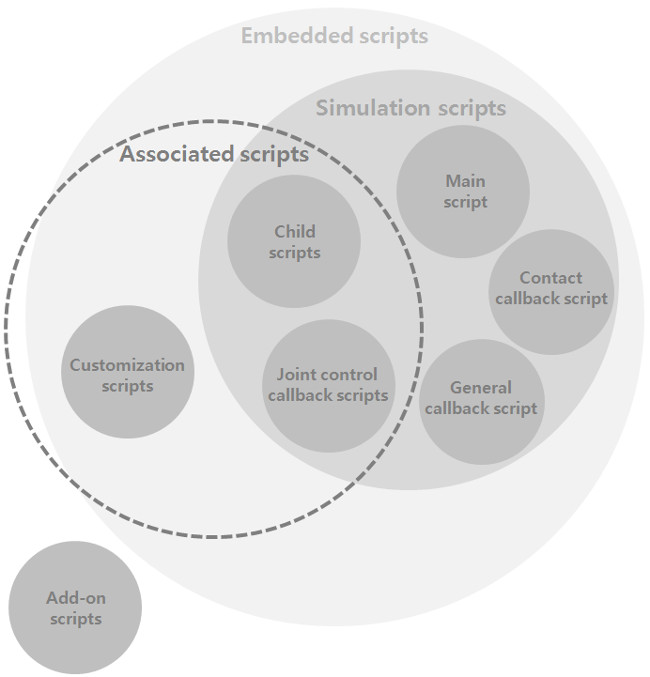 Embedded scripts
Simulation scripts
Associated scripts
Main
script
Child
scripts
Contact
callback script
Customization
scripts
Joint control
callback scripts
General
callback script
Add-on
scripts